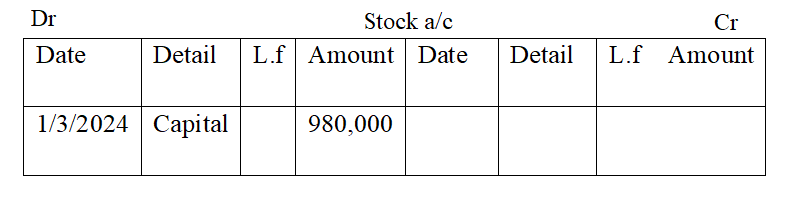 Dr Stock a/c Cr
Date Detail L.f Amount Date Detail L.f Amount
1/3/2024 Capital 980,000